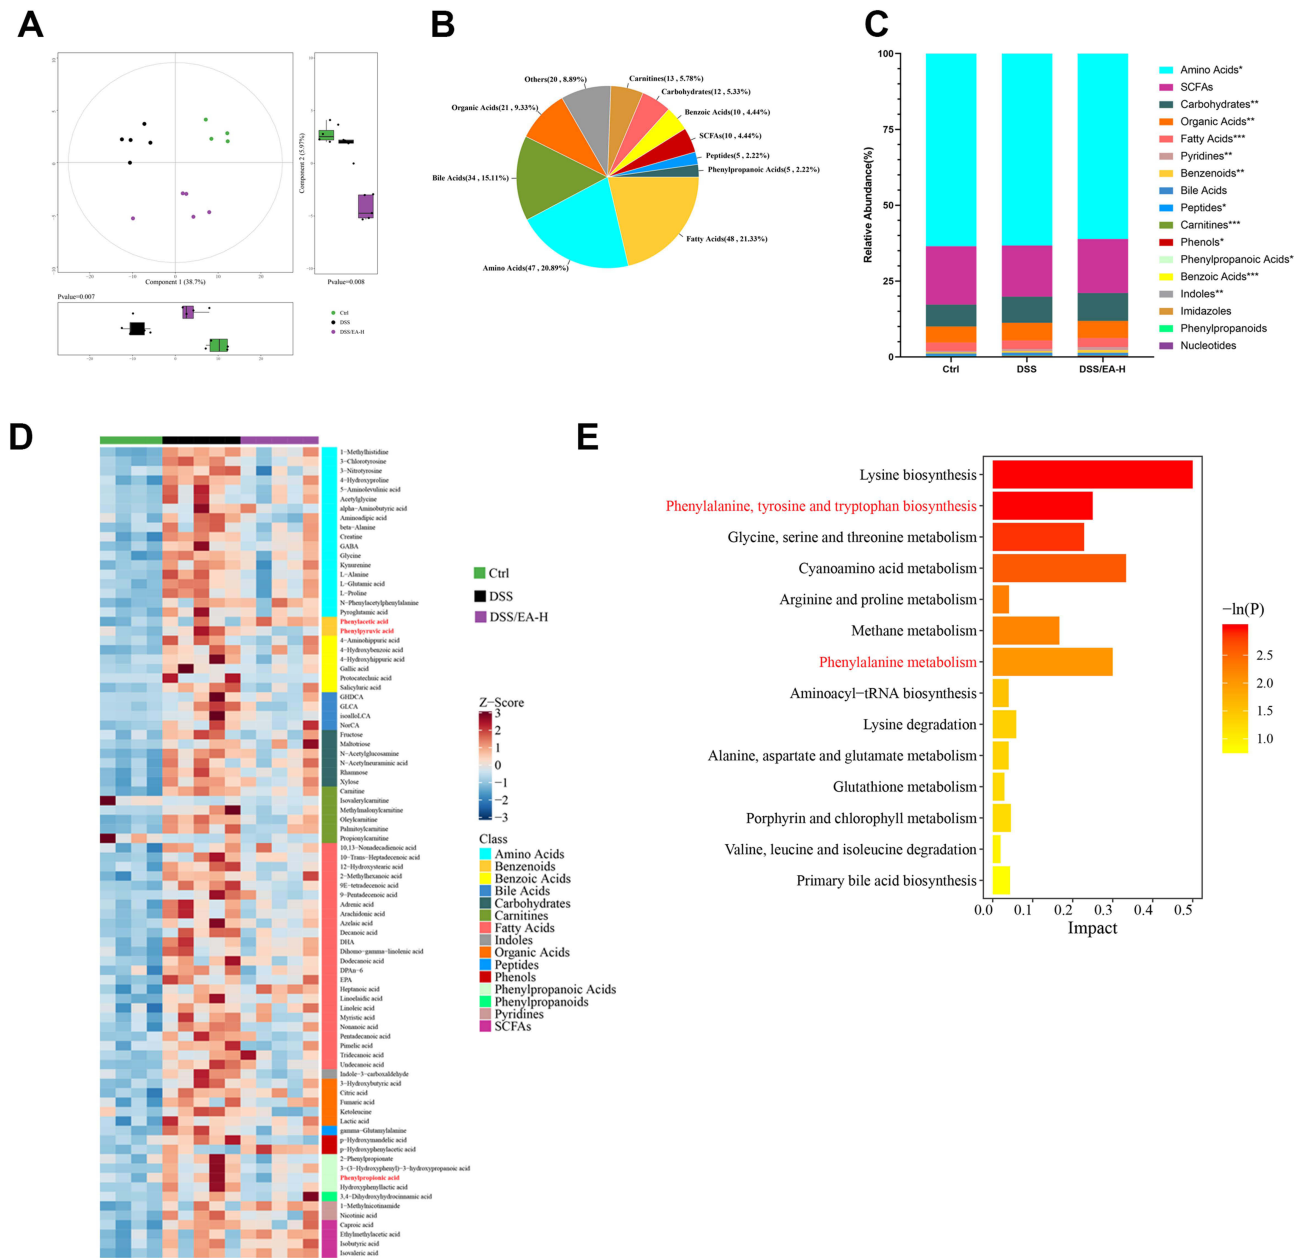 A
B
C
Component 2 (5.97%)
Component 1 (38.7%)
Pvalue=0.008
Pvalue=0.007
Ctrl
DSS
DSS/EA-H
Others(20 , 8.89%)
Carnitines(13 , 5.78%)
Carbohydrates(12 , 5.33%)
Organic Acids(21 , 9.33%)
Benzoic Acids(10 , 4.44%)
SCFAs(10 , 4.44%)
Peptides(5 , 2.22%)
Phenylpropanoic Acids(5 , 2.22%)
Bile Acids(34 , 15.11%)
Fatty Acids(48 , 21.33%)
Amino Acids(47 , 20.89%)
Relative Abundance(%)
100
75
50
25
0
Ctrl
DSS
DSS/EA-H
Amino Acids*
SCFAs
Carbohydrates**
Organic Acids**
Fatty Acids***
Pyridines**
Benzenoids**
Bile Acids
Peptides*
Carnitines***
Phenols*
Phenylpropanoic Acids*
Benzoic Acids***
Indoles**
Imidazoles
Phenylpropanoids
Nucleotides
D
1-Methylhistidine
3-Chlorotyrosine
3-Nitrotyrosine
4-Hydroxyproline
5-Aminolevulinic acid
Acetylglycine
alpha-Aminobutyric acid
Aminoadipic acid
beta-Alanine
Creatine
GABA
Glycine
Kynurenine
L-Alanine
L-Glutamic acid
L-Proline
N-Phenylacetylphenylalanine
Pyroglutamic acid
Phenylacetic acid
Phenylpyruvic acid
4-Aminohippuric acid
4-Hydroxybenzoic acid
4-Hydroxyhippuric acid
Gallic acid
Protocatechuic acid
Salicyluric acid
GHDCA
GLCA
isoalloLCA
NorCA
Fructose
Maltotriose
N-Acetylglucosamine
N-Acetylneuraminic acid
Rhamnose
Xylose
Carnitine
Isovalerylcarnitine
Methylmalonylcarnitine
Oleylcarnitine
Palmitoylcarnitine
Propionylcarnitine
10,13-Nonadecadienoic acid
10-Trans-Heptadecenoic acid
12-Hydroxystearic acid
2-Methylhexanoic acid
9E-tetradecenoic acid
9-Pentadecenoic acid
Adrenic acid
Arachidonic acid
Azelaic acid
Decanoic acid
DHA
Dihomo-gamma-linolenic acid
Dodecanoic acid
DPAn-6
EPA
Heptanoic acid
Linoelaidic acid
Linoleic acid
Myristic acid
Nonanoic acid
Pentadecanoic acid
Pimelic acid
Tridecanoic acid
Undecanoic acid
Indole-3-carboxaldehyde
3-Hydroxybutyric acid
Citric acid
Fumaric acid
Ketoleucine
Lactic acid
gamma-Glutamylalanine
p-Hydroxymandelic acid
p-Hydroxyphenylacetic acid
2-Phenylpropionate
3-(3-Hydroxyphenyl)-3-hydroxypropanoic acid
Phenylpropionic acid
Hydroxyphenyllactic acid
3,4-Dihydroxyhydrocinnamic acid
1-Methylnicotinamide
Nicotinic acid
Caproic acid
Ethylmethylacetic acid
Isobutyric acid
Isovaleric acid
Ctrl
DSS
DSS/EA-H
Z-Score
3
2
1
0
-1
-2
-3
Class
Amino Acids
Benzenoids
Benzoic Acids
Bile Acids
Carbohydrates
Carnitines
Fatty Acids
Indoles
Organic Acids
Peptides
Phenols
Phenylpropanoic Acids
Phenylpropanoids
Pyridines
SCFAs
E
Lysine biosynthesis
Phenylalanine, tyrosine and tryptophan biosynthesis
Glycine, serine and threonine metabolism
Cyanoamino acid metabolism
Arginine and proline metabolism
Methane metabolism
Phenylalanine metabolism
Aminoacyl-tRNA biosynthesis
Lysine degradation
Alanine, aspartate and glutamate metabolism
Glutathione metabolism
Porphyrin and chlorophyll metabolism
Valine, leucine and isoleucine degradation
Primary bile acid biosynthesis
0.0 0.1 0.2 0.3 0.4 0.5
Impact
−ln(P)
2.5
2.0
1.5
1.0